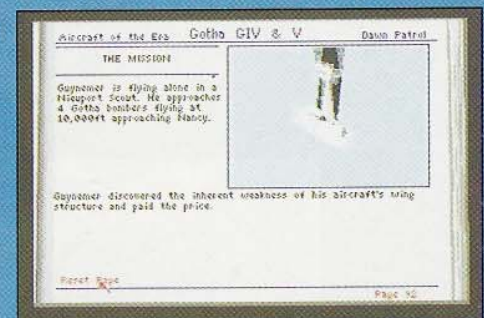 Aircraft of the Era Gotha GIV & V Dawn Patrol
THE MISSION
Guynemer is flying alone in a
Nieuport Scout. He approaches
4 Gotha bombers flying at
10,000ft approaching Nancy.
Guynemer discovered the inherent weakness of his aircraft's wing
structure and paid the price.
Reset Page
Page 92